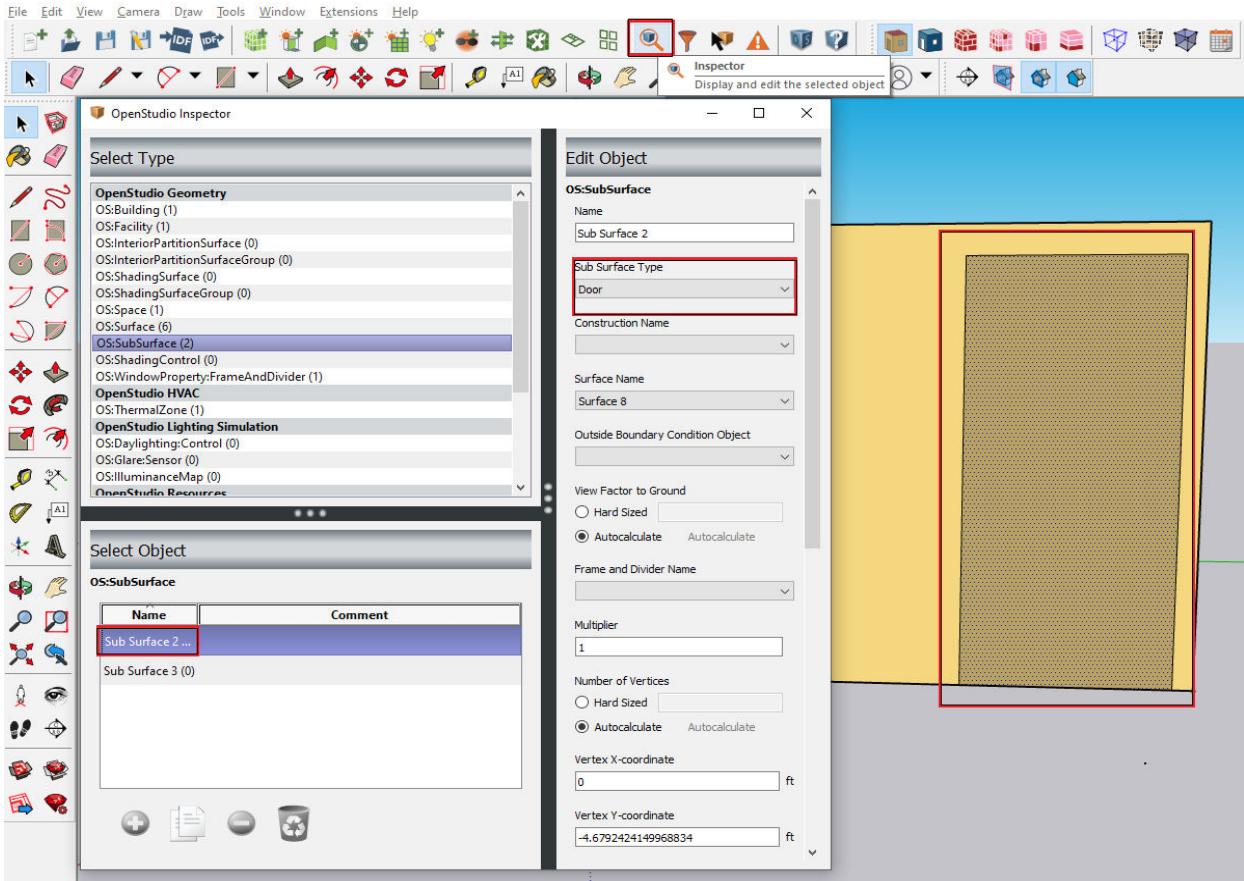 File Edit View Camera Draw Tools Window Extensions Help
IDF IDF
A1
Inspector
Display and edit the selected object
OpenStudio Inspector
Select Type
OpenStudio Geometry
OS:Building (1)
OS:Facility (1)
OS:InteriorPartitionSurface (0)
OS:InteriorPartitionSurfaceGroup (0)
OS:ShadingSurface (0)
OS:ShadingSurfaceGroup (0)
OS:Space (1)
OS:Surface (6)
OS:SubSurface (2)
OS:ShadingControl (0)
OS:WindowProperty:FrameAndDivider (1)
OpenStudio HVAC
OS:ThermalZone (1)
OpenStudio Lighting Simulation
OS:Daylighting:Control (0)
OS:Glare:Sensor (0)
OS:IlluminanceMap (0)
OpenStudio Resources
A1
Select Object
OS:SubSurface
Name Comment
Sub Surface 2 ...
Sub Surface 3 (0)
Edit Object
OS:SubSurface
Name
Sub Surface 2
Sub Surface Type
Door
Construction Name
Surface Name
Surface 8
Outside Boundary Condition Object
View Factor to Ground
Hard Sized
Autocalculate Autocalculate
Frame and Divider Name
Multiplier
1
Number of Vertices
Hard Sized
Autocalculate Autocalculate
Vertex X-coordinate
0 ft
Vertex Y-coordinate
-4.6792424149968834 ft